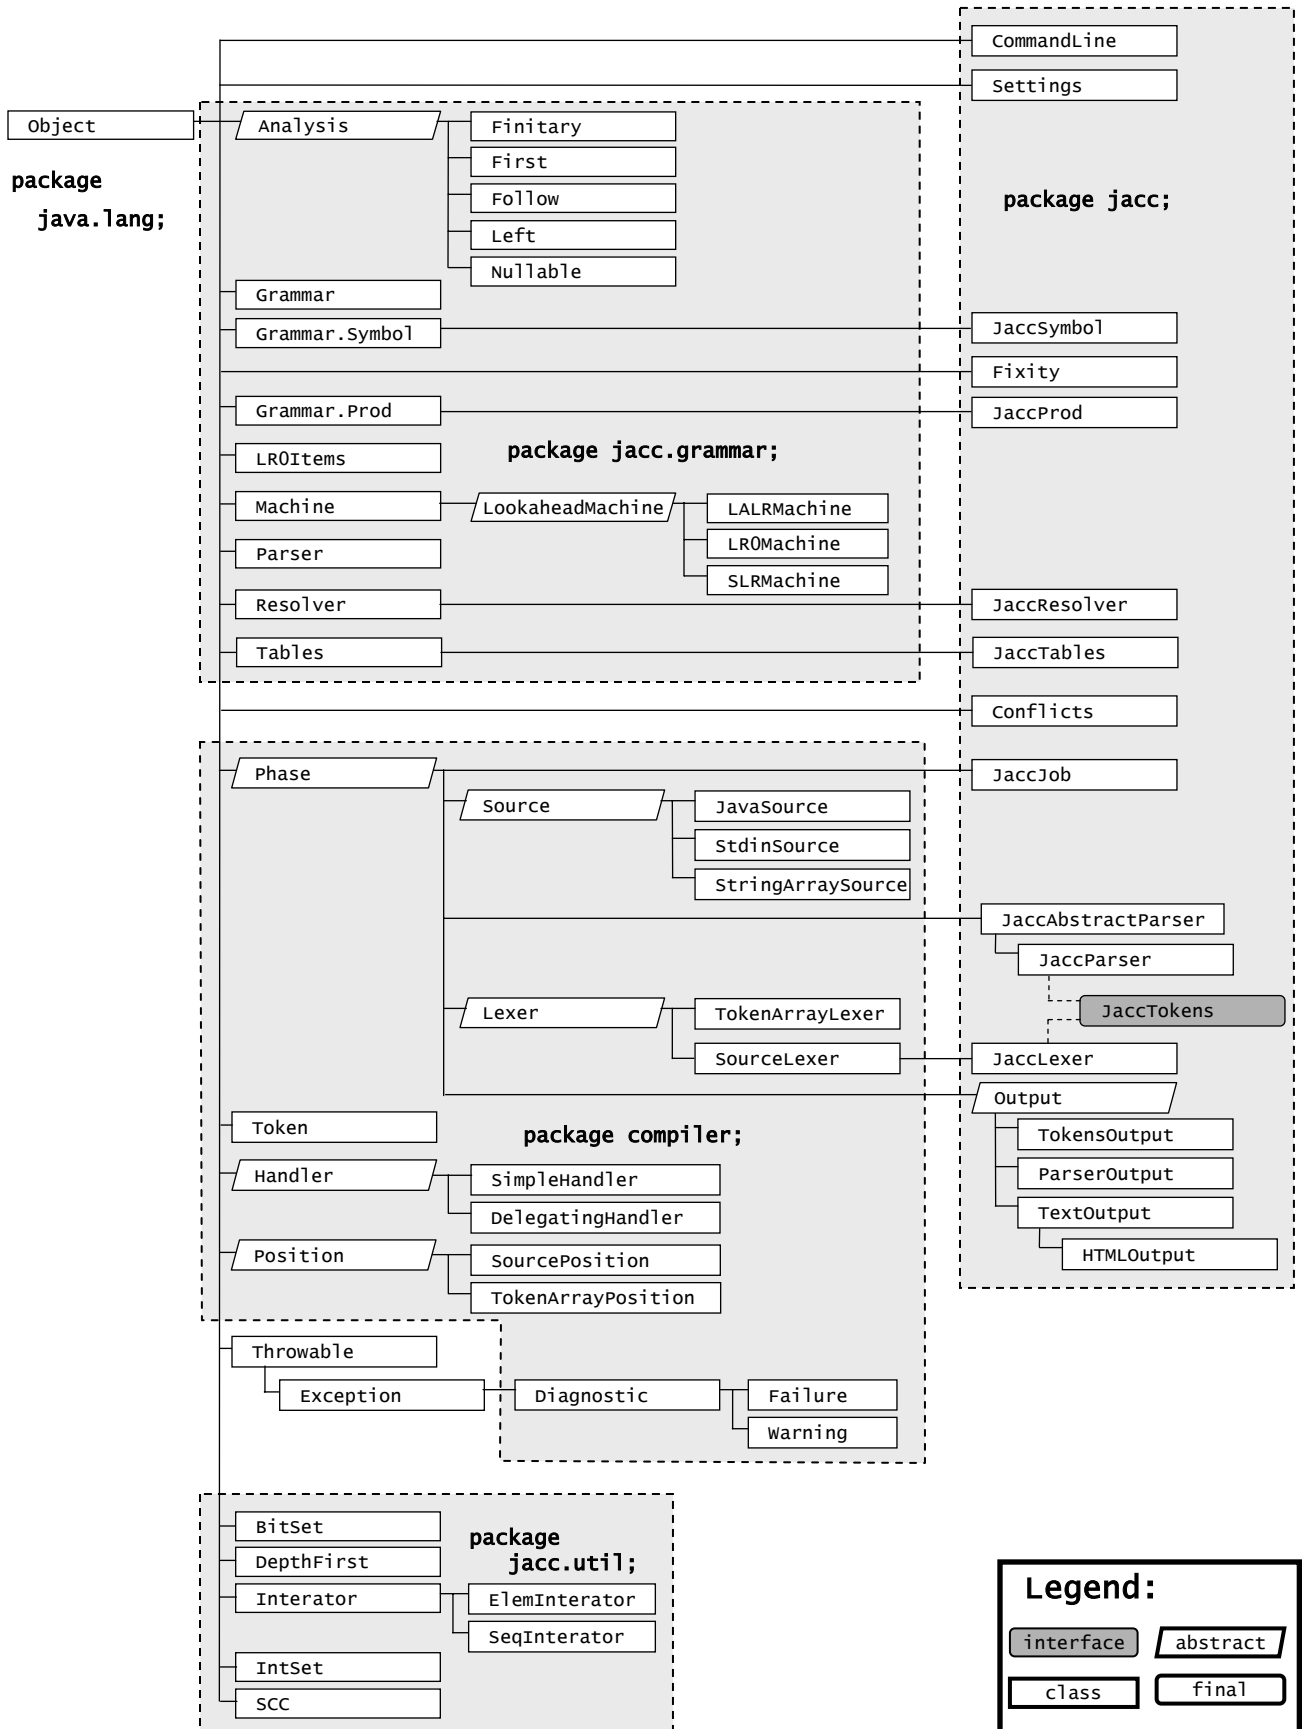 CommandLine
Settings
Object
Analysis
Finitary
First
Follow
Left
Nullable
package
java.lang;
package jacc;
Grammar
Grammar.Symbol
JaccSymbol
Fixity
Grammar.Prod
JaccProd
package jacc.grammar;
LR0Items
Machine
LookaheadMachine
LALRMachine
LR0Machine
SLRMachine
Parser
Resolver
JaccResolver
Tables
JaccTables
Conflicts
Phase
JaccJob
Source
JavaSource
StdinSource
StringArraySource
JaccAbstractParser
JaccParser
JaccTokens
Lexer
TokenArrayLexer
SourceLexer
JaccLexer
Output
TokensOutput
ParserOutput
TextOutput
HTMLOutput
Token
package compiler;
Handler
SimpleHandler
DelegatingHandler
Position
SourcePosition
TokenArrayPosition
Throwable
Exception
Diagnostic
Failure
Warning
BitSet
DepthFirst
Interator
ElemInterator
SeqInterator
IntSet
SCC
package
jacc.util;
Legend:
interface
abstract
class
final